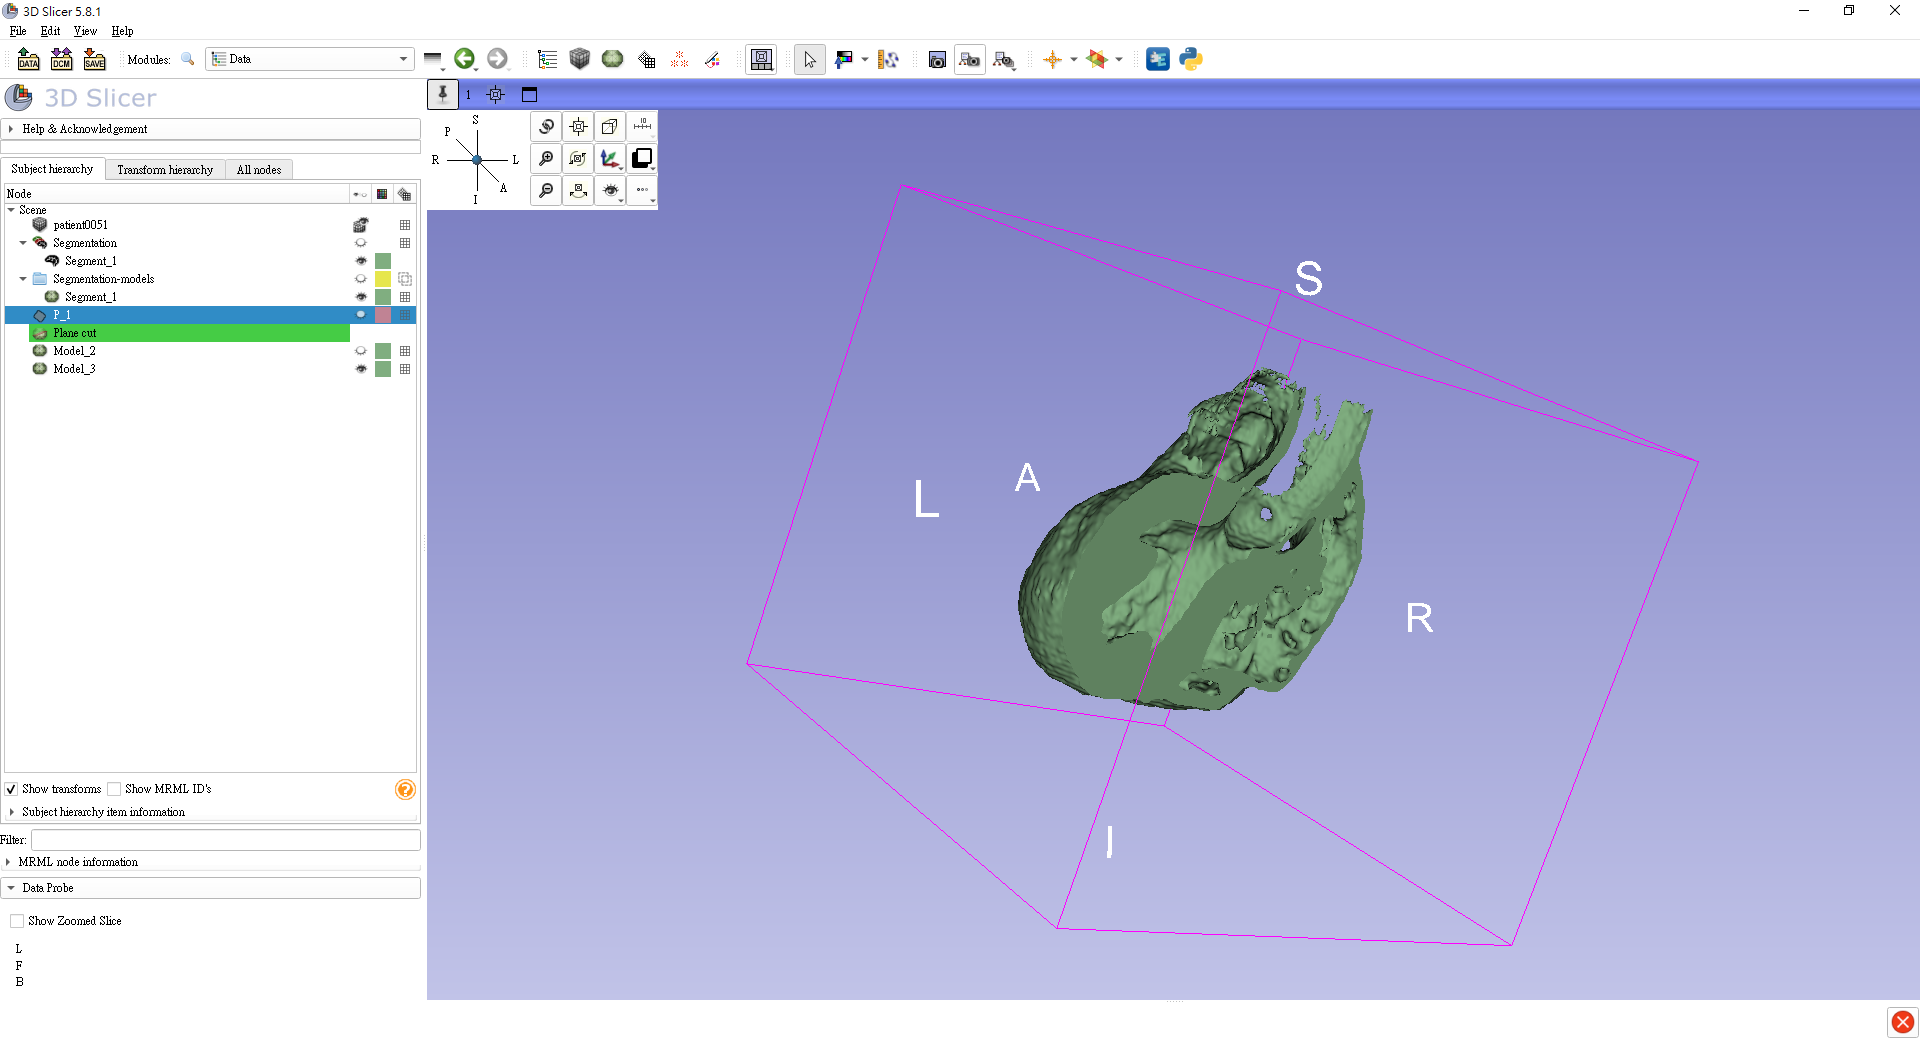 3D Slicer 5.8.1
File Edit View Help
DATA DCM SAVE Modules: Data
3D Slicer
1
Help & Acknowledgement
Subject hierarchy Transform hierarchy All nodes
Node
Scene
patient0051
Segmentation
Segment_1
Segmentation-models
Segment_1
P_1
Plane cut
Model_2
Model_3
S
P
R L
A
I
10
S
A
L
R
I
Show transforms Show MRML ID's
Subject hierarchy item information
Filter:
MRML node information
Data Probe
Show Zoomed Slice
L
F
B